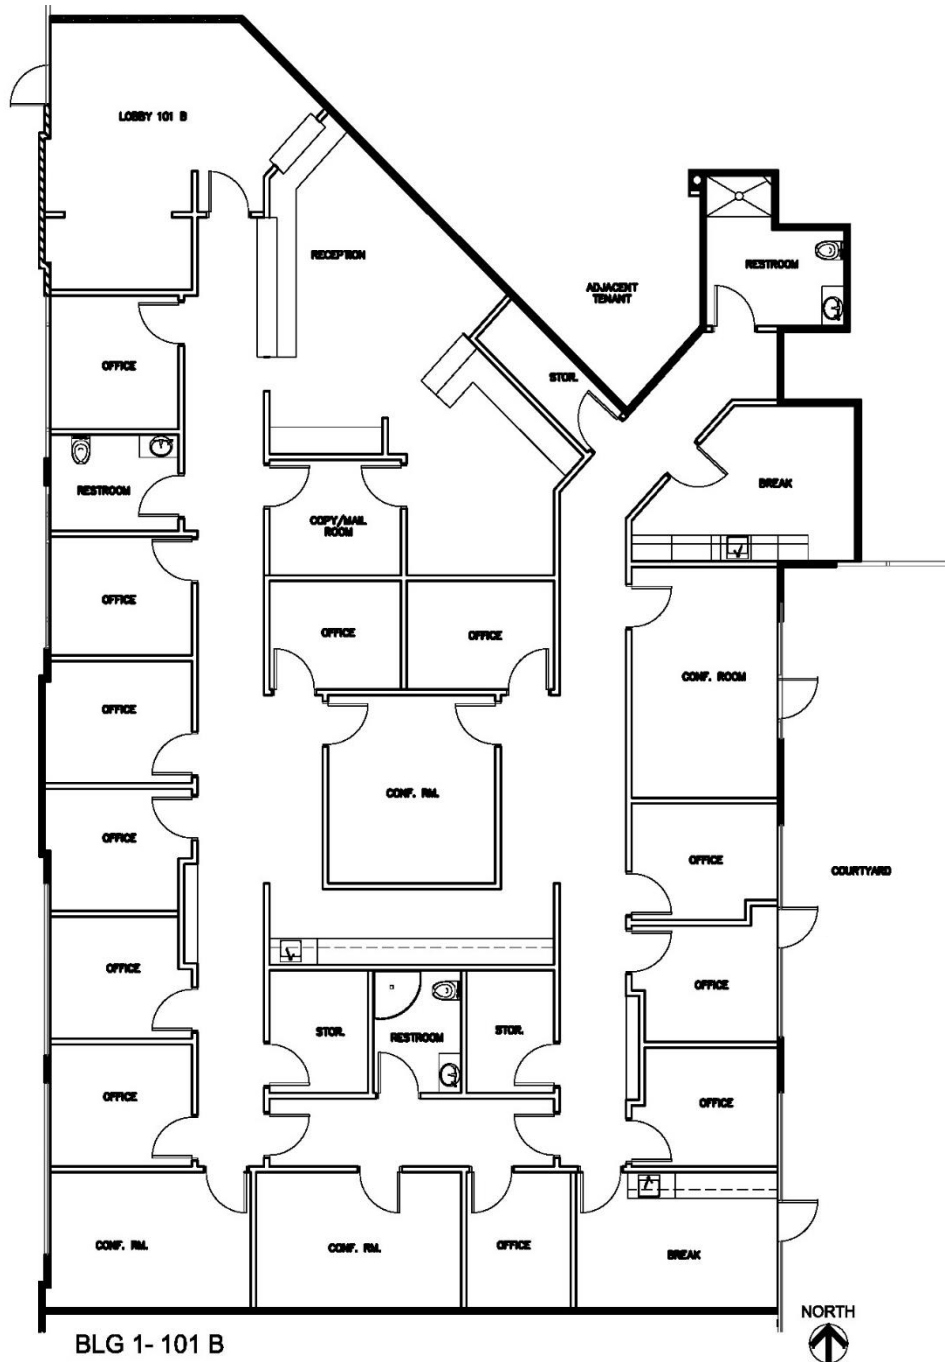 LOBBY 101 B
RECEPTION
RESTROOM
ADJACENT
TENANT
OFFICE
STOR.
RESTROOM
BREAK
COPY/MAIL
ROOM
OFFICE
OFFICE
OFFICE
CONF. ROOM
OFFICE
CONF. RM.
OFFICE
OFFICE
COURTYARD
OFFICE
OFFICE
STOR.
RESTROOM
STOR.
OFFICE
OFFICE
CONF. RM.
CONF. RM.
OFFICE
BREAK
NORTH
BLG 1- 101 B